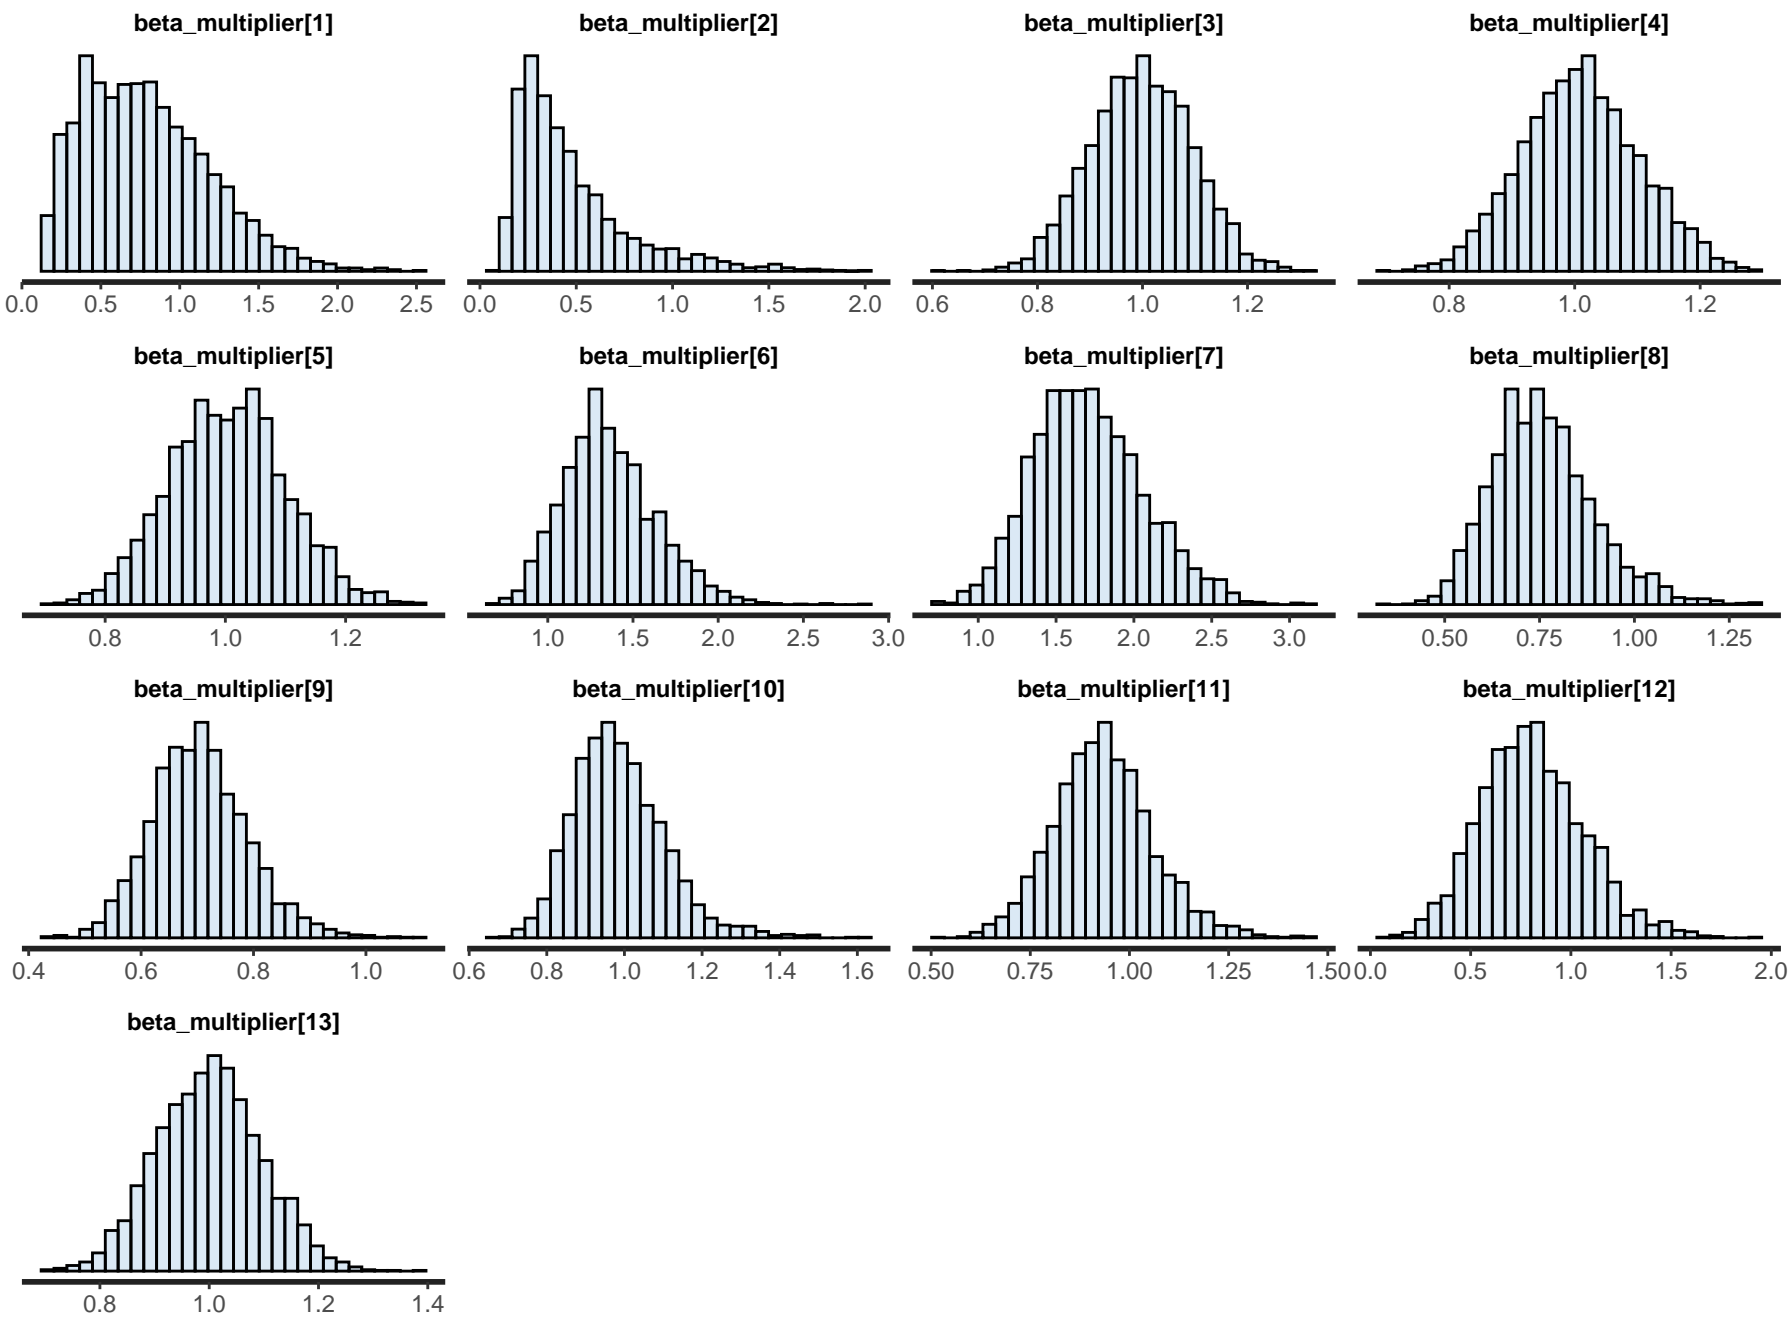 beta_multiplier[1] beta_multiplier[2] beta_multiplier[3] beta_multiplier[4]
0.0 0.5 1.0 1.5 2.0 2.5 0.0 0.5 1.0 1.5 2.0 0.6 0.8 1.0 1.2 0.8 1.0 1.2
beta_multiplier[5] beta_multiplier[6] beta_multiplier[7] beta_multiplier[8]
0.8 1.0 1.2 1.0 1.5 2.0 2.5 3.0 1.0 1.5 2.0 2.5 3.0 0.50 0.75 1.00 1.25
beta_multiplier[9] beta_multiplier[10] beta_multiplier[11] beta_multiplier[12]
0.4 0.6 0.8 1.0 0.6 0.8 1.0 1.2 1.4 1.6 0.50 0.75 1.00 1.25 1.50 0.0 0.5 1.0 1.5 2.0
beta_multiplier[13]
0.8 1.0 1.2 1.4